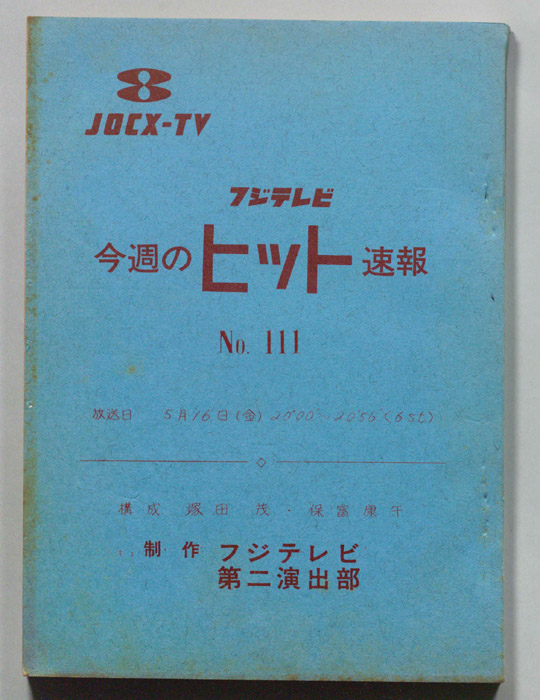 JOCX-TV
フジテレビ
今週のヒット速報
No. 111
放送日 5月16日(金) 2000 2056 (6st)
構成 塚田 茂・保富康午
制作 フジテレビ
第二演出部